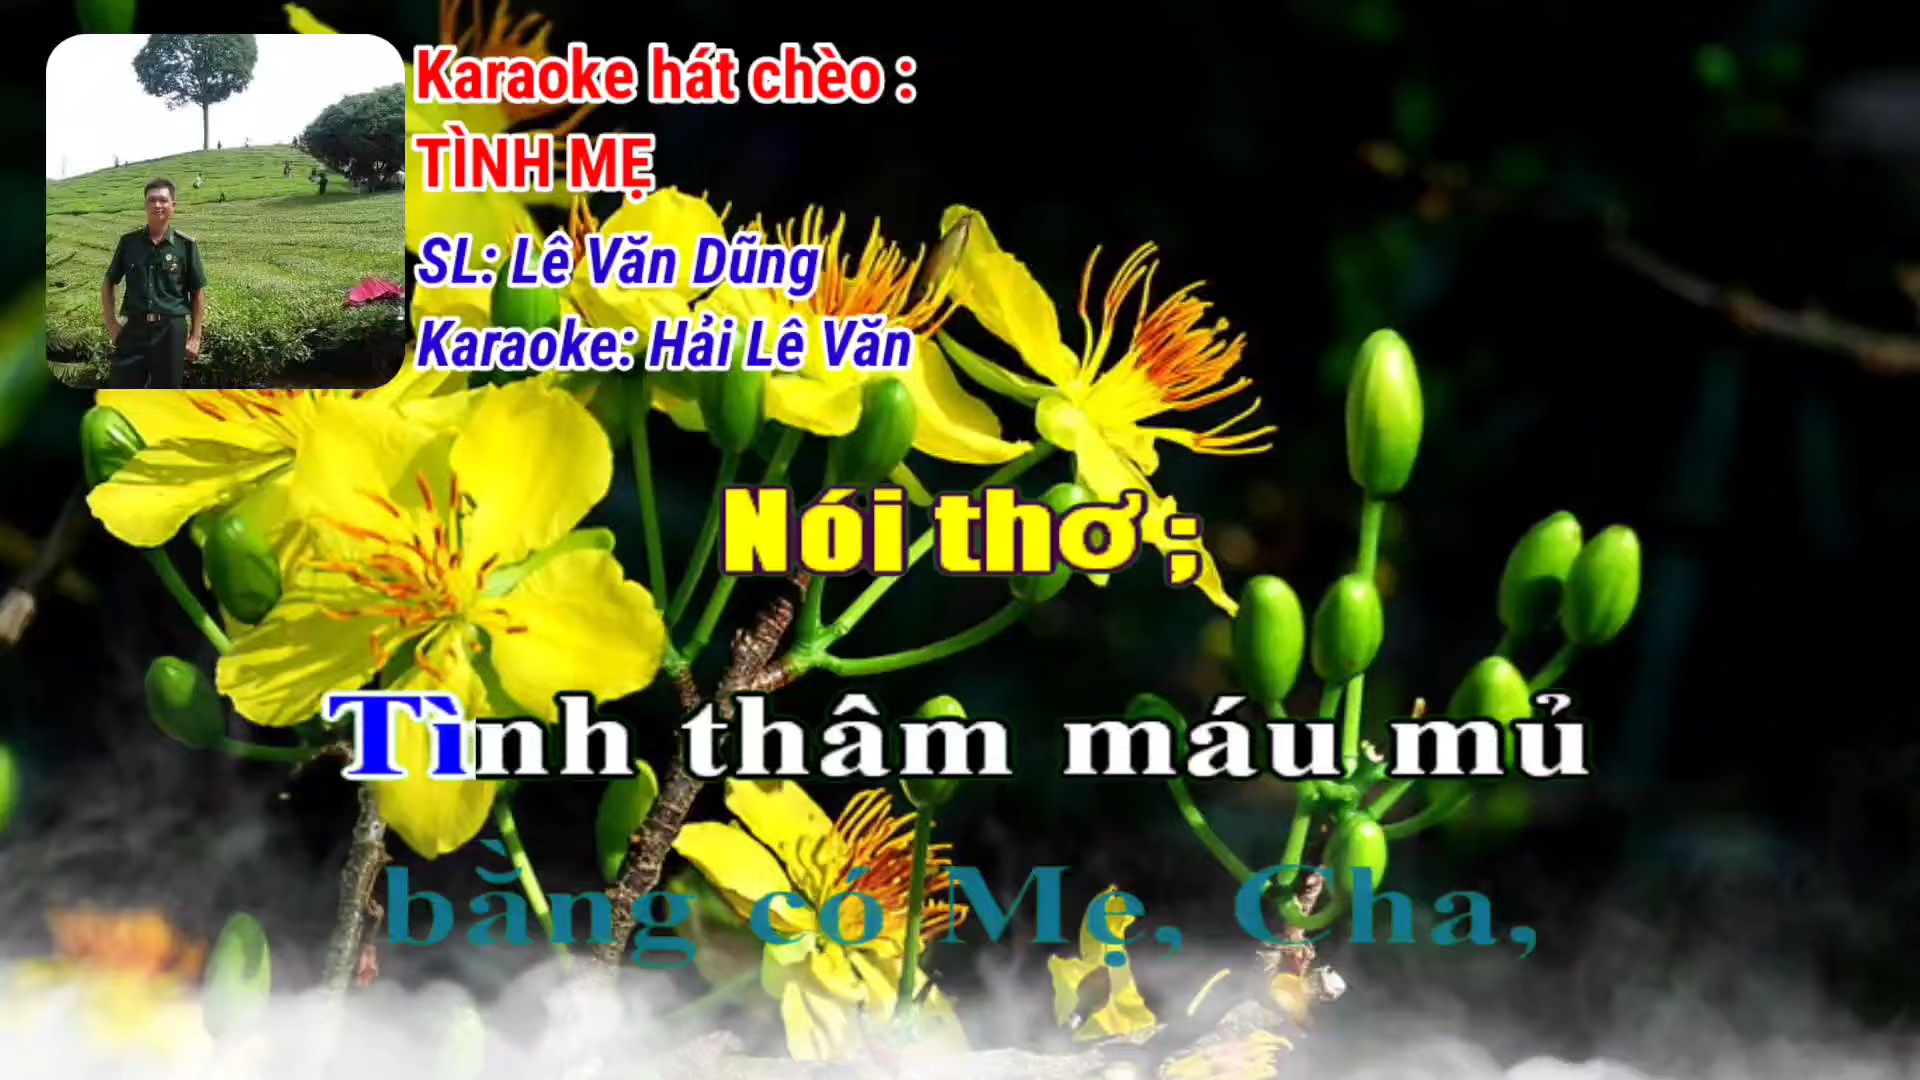 Karaoke hát chèo :
TÌNH MẸ
SL: Lê Văn Dũng
Karaoke: Hải Lê Văn
Nói thơ ;
Tình thâm máu mủ
bằng có Mẹ, Cha,